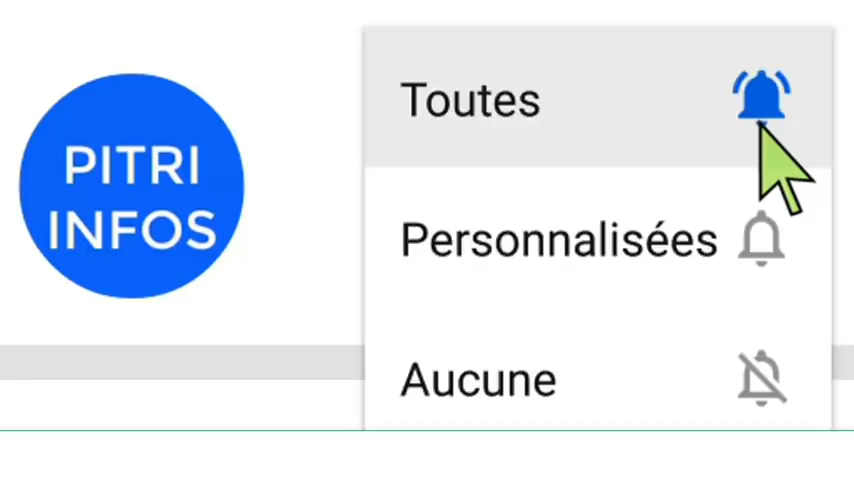 PITRI
INFOS
Toutes
Personnalisées
Aucune